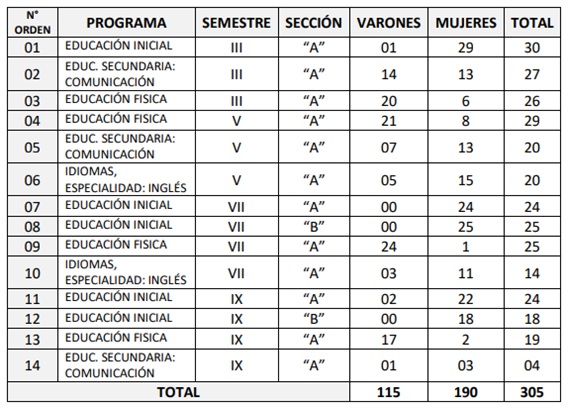 N° ORDEN PROGRAMA SEMESTRE SECCIÓN VARONES MUJERES TOTAL
01 EDUCACIÓN INICIAL III “A” 01 29 30
02 EDUC. SECUNDARIA: COMUNICACIÓN III “A” 14 13 27
03 EDUCACIÓN FISICA III “A” 20 6 26
04 EDUCACIÓN FISICA V “A” 21 8 29
05 EDUC. SECUNDARIA: COMUNICACIÓN V “A” 07 13 20
06 IDIOMAS, ESPECIALIDAD: INGLÉS V “A” 05 15 20
07 EDUCACIÓN INICIAL VII “A” 00 24 24
08 EDUCACIÓN INICIAL VII “B” 00 25 25
09 EDUCACIÓN FISICA VII “A” 24 1 25
10 IDIOMAS, ESPECIALIDAD: INGLÉS VII “A” 03 11 14
11 EDUCACIÓN INICIAL IX “A” 02 22 24
12 EDUCACIÓN INICIAL IX “B” 00 18 18
13 EDUCACIÓN FISICA IX “A” 17 2 19
14 EDUC. SECUNDARIA: COMUNICACIÓN IX “A” 01 03 04
TOTAL 115 190 305